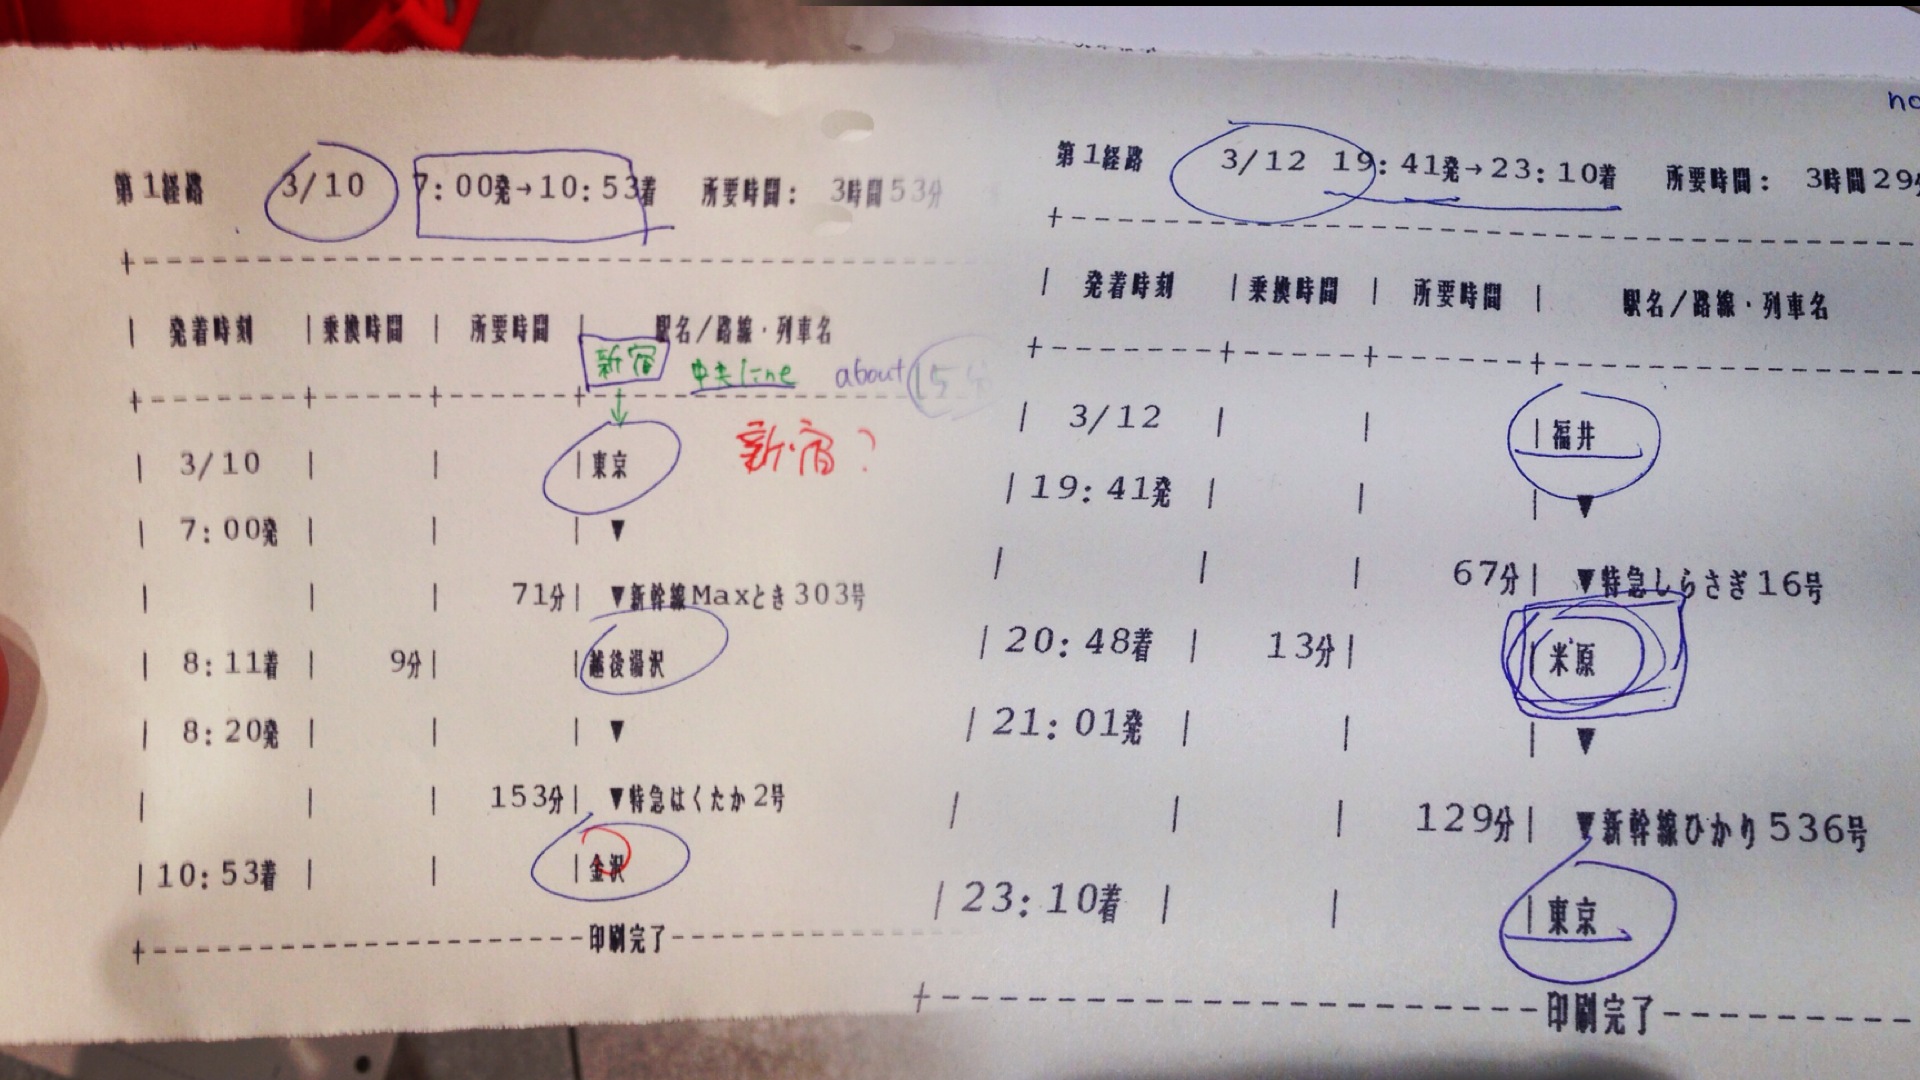 第1経路 3/10 7:00発→10:53着 所要時間: 3時間53分
| 発着時刻 | 乗換時間 | 所要時間 | 駅名/路線・列車名
新宿 中央line about 15分
| 3/10 | | | 東京 新宿?
| 7:00発 | | | ▼
| | | 71分 | ▼新幹線Maxとき303号
| 8:11着 | 9分 | | 越後湯沢
| 8:20発 | | | ▼
| | | 153分 | ▼特急はくたか2号
| 10:53着 | | | 金沢
印刷完了
no
第1経路 3/12 19:41発→23:10着 所要時間: 3時間29分
| 発着時刻 | 乗換時間 | 所要時間 | 駅名/路線・列車名
| 3/12 | | | 福井
| 19:41発 | | | ▼
| | | 67分 | ▼特急しらさぎ16号
| 20:48着 | 13分 | | 米原
| 21:01発 | | | ▼
| | | 129分 | ▼新幹線ひかり536号
| 23:10着 | | | 東京
印刷完了